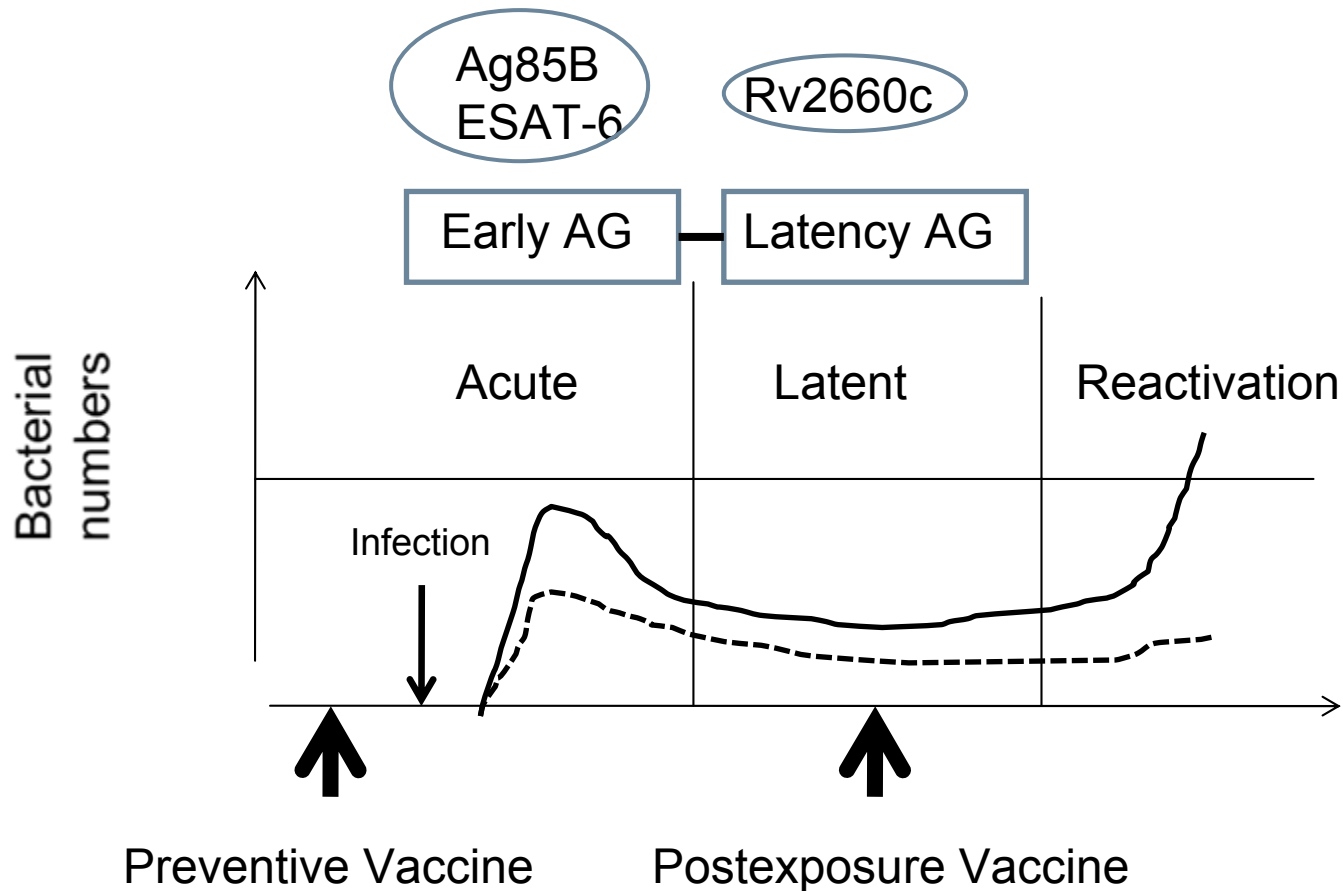 Ag85B
ESAT-6
Rv2660c
Early AG
Latency AG
Bacterial
numbers
Acute
Latent
Reactivation
Infection
Preventive Vaccine
Postexposure Vaccine